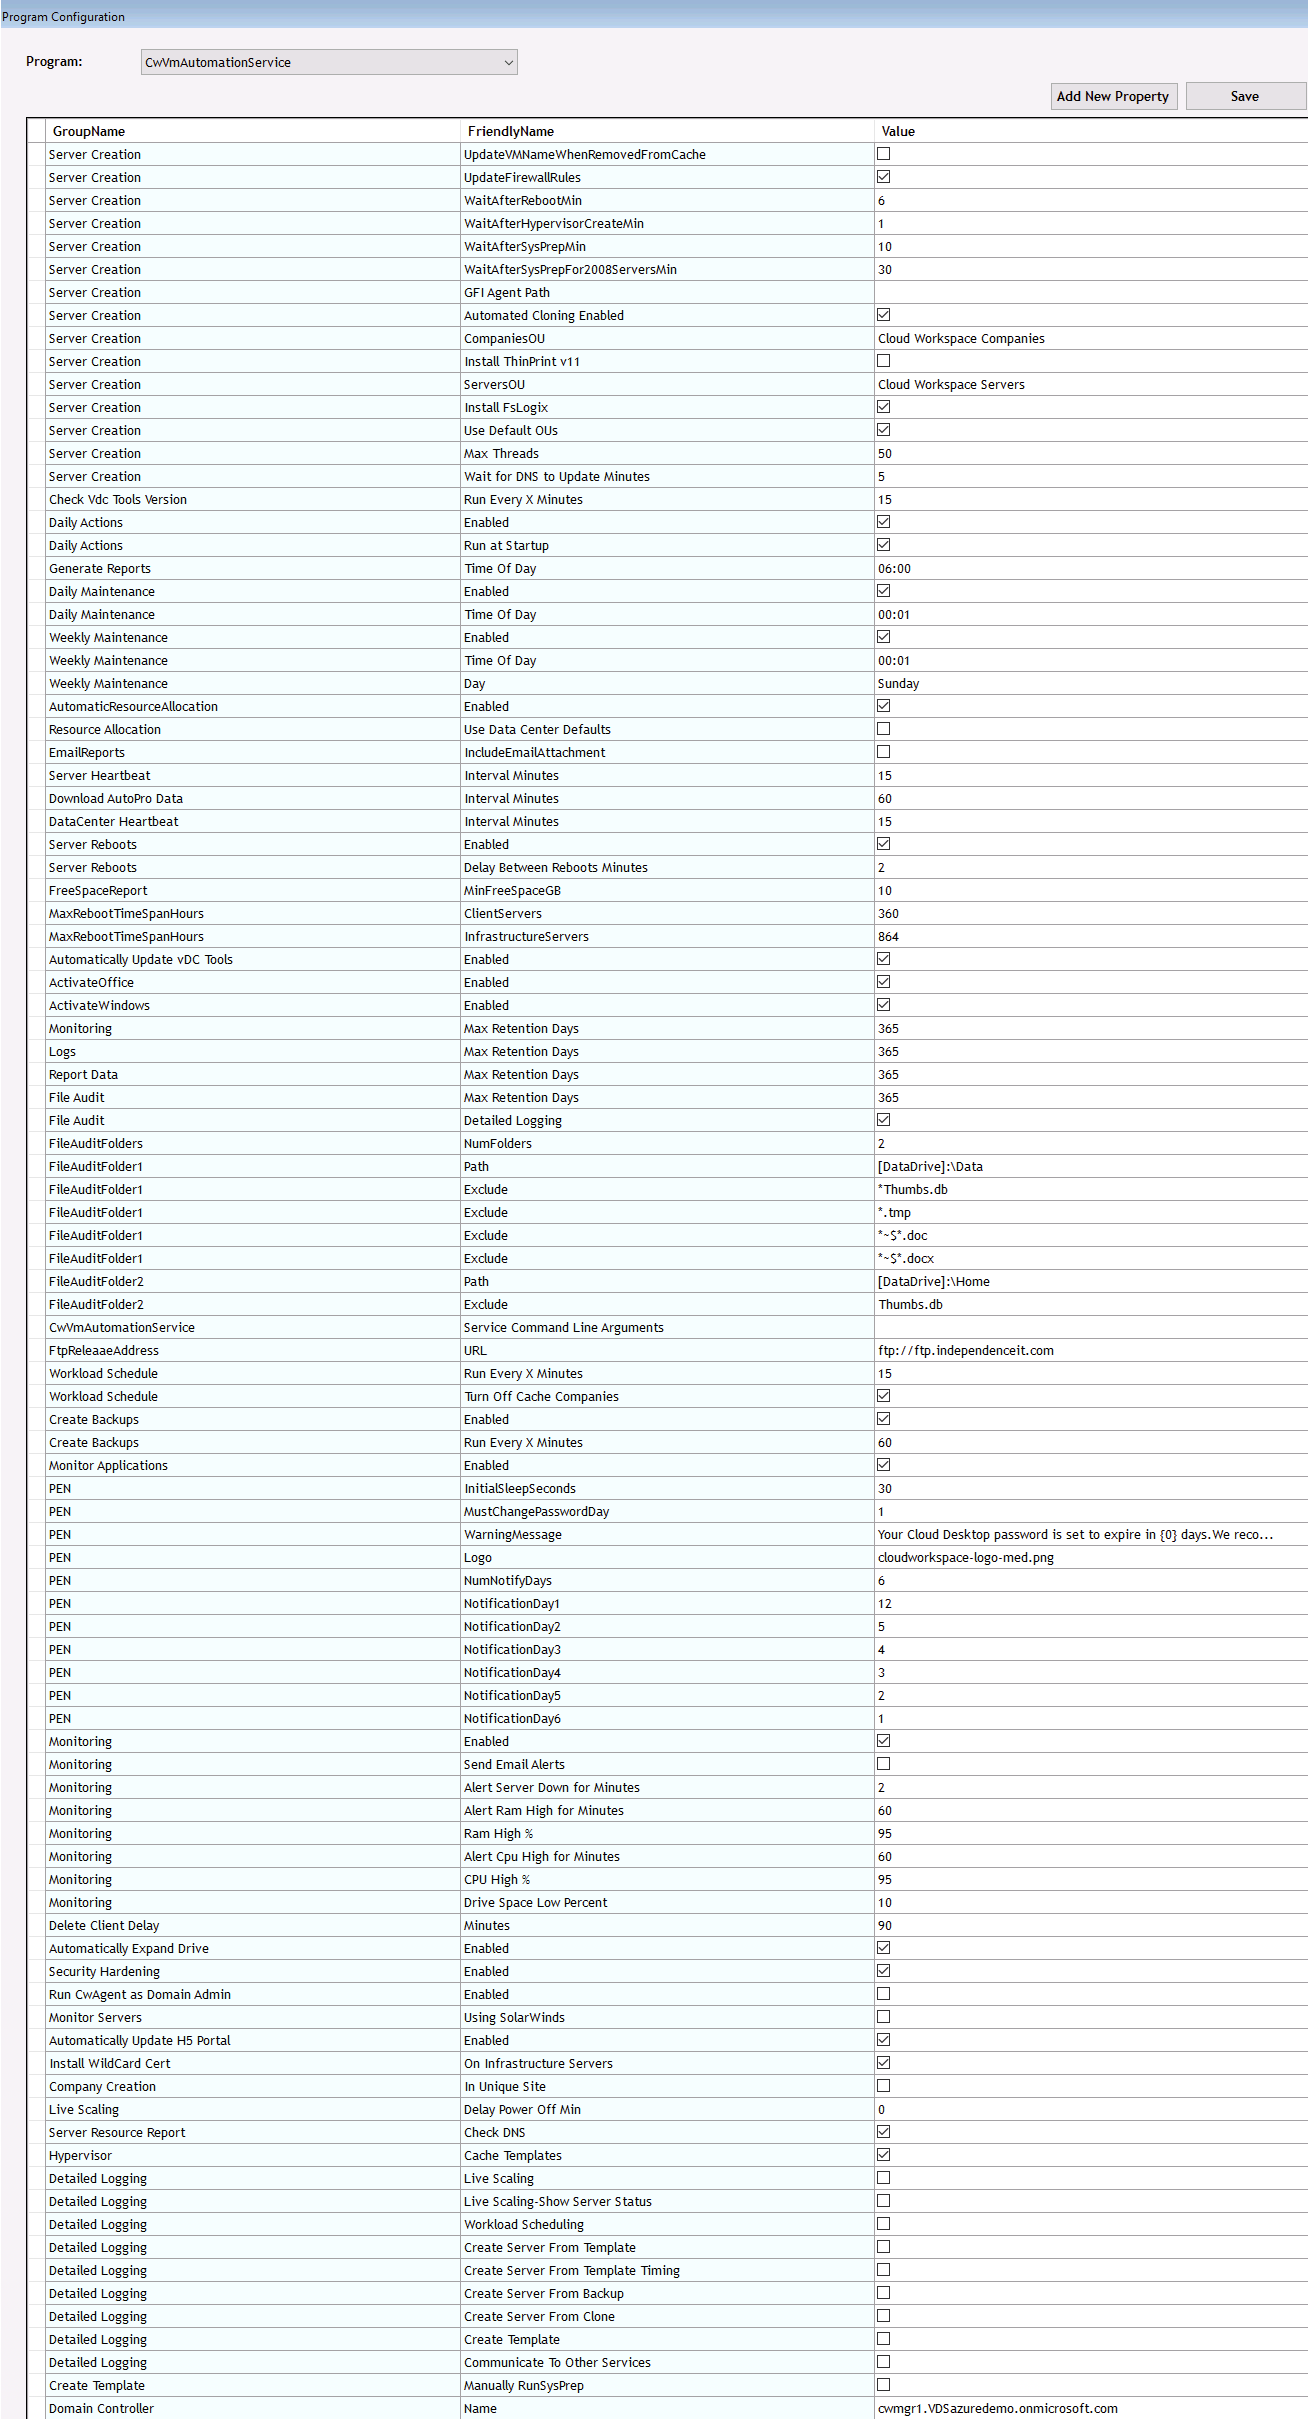 Program Configuration
Program: CwVmAutomationService
Add New Property Save
GroupName FriendlyName Value
Server Creation UpdateVMNameWhenRemovedFromCache
Server Creation UpdateFirewallRules
Server Creation WaitAfterRebootMin 6
Server Creation WaitAfterHypervisorCreateMin 1
Server Creation WaitAfterSysPrepMin 10
Server Creation WaitAfterSysPrepFor2008ServersMin 30
Server Creation GFI Agent Path
Server Creation Automated Cloning Enabled
Server Creation CompaniesOU Cloud Workspace Companies
Server Creation Install ThinPrint v11
Server Creation ServersOU Cloud Workspace Servers
Server Creation Install FsLogix
Server Creation Use Default OUs
Server Creation Max Threads 50
Server Creation Wait for DNS to Update Minutes 5
Check Vdc Tools Version Run Every X Minutes 15
Daily Actions Enabled
Daily Actions Run at Startup
Generate Reports Time Of Day 06:00
Daily Maintenance Enabled
Daily Maintenance Time Of Day 00:01
Weekly Maintenance Enabled
Weekly Maintenance Time Of Day 00:01
Weekly Maintenance Day Sunday
AutomaticResourceAllocation Enabled
Resource Allocation Use Data Center Defaults
EmailReports IncludeEmailAttachment
Server Heartbeat Interval Minutes 15
Download AutoPro Data Interval Minutes 60
DataCenter Heartbeat Interval Minutes 15
Server Reboots Enabled
Server Reboots Delay Between Reboots Minutes 2
FreeSpaceReport MinFreeSpaceGB 10
MaxRebootTimeSpanHours ClientServers 360
MaxRebootTimeSpanHours InfrastructureServers 864
Automatically Update vDC Tools Enabled
ActivateOffice Enabled
ActivateWindows Enabled
Monitoring Max Retention Days 365
Logs Max Retention Days 365
Report Data Max Retention Days 365
File Audit Max Retention Days 365
File Audit Detailed Logging
FileAuditFolders NumFolders 2
FileAuditFolder1 Path [DataDrive]:\Data
FileAuditFolder1 Exclude *Thumbs.db
FileAuditFolder1 Exclude *.tmp
FileAuditFolder1 Exclude *~$*.doc
FileAuditFolder1 Exclude *~$*.docx
FileAuditFolder2 Path [DataDrive]:\Home
FileAuditFolder2 Exclude Thumbs.db
CwVmAutomationService Service Command Line Arguments
FtpReleaaeAddress URL ftp://ftp.independenceit.com
Workload Schedule Run Every X Minutes 15
Workload Schedule Turn Off Cache Companies
Create Backups Enabled
Create Backups Run Every X Minutes 60
Monitor Applications Enabled
PEN InitialSleepSeconds 30
PEN MustChangePasswordDay 1
PEN WarningMessage Your Cloud Desktop password is set to expire in {0} days.We reco...
PEN Logo cloudworkspace-logo-med.png
PEN NumNotifyDays 6
PEN NotificationDay1 12
PEN NotificationDay2 5
PEN NotificationDay3 4
PEN NotificationDay4 3
PEN NotificationDay5 2
PEN NotificationDay6 1
Monitoring Enabled
Monitoring Send Email Alerts
Monitoring Alert Server Down for Minutes 2
Monitoring Alert Ram High for Minutes 60
Monitoring Ram High % 95
Monitoring Alert Cpu High for Minutes 60
Monitoring CPU High % 95
Monitoring Drive Space Low Percent 10
Delete Client Delay Minutes 90
Automatically Expand Drive Enabled
Security Hardening Enabled
Run CwAgent as Domain Admin Enabled
Monitor Servers Using SolarWinds
Automatically Update H5 Portal Enabled
Install WildCard Cert On Infrastructure Servers
Company Creation In Unique Site
Live Scaling Delay Power Off Min 0
Server Resource Report Check DNS
Hypervisor Cache Templates
Detailed Logging Live Scaling
Detailed Logging Live Scaling-Show Server Status
Detailed Logging Workload Scheduling
Detailed Logging Create Server From Template
Detailed Logging Create Server From Template Timing
Detailed Logging Create Server From Backup
Detailed Logging Create Server From Clone
Detailed Logging Create Template
Detailed Logging Communicate To Other Services
Create Template Manually RunSysPrep
Domain Controller Name cwmgr1.VDSazuredemo.onmicrosoft.com